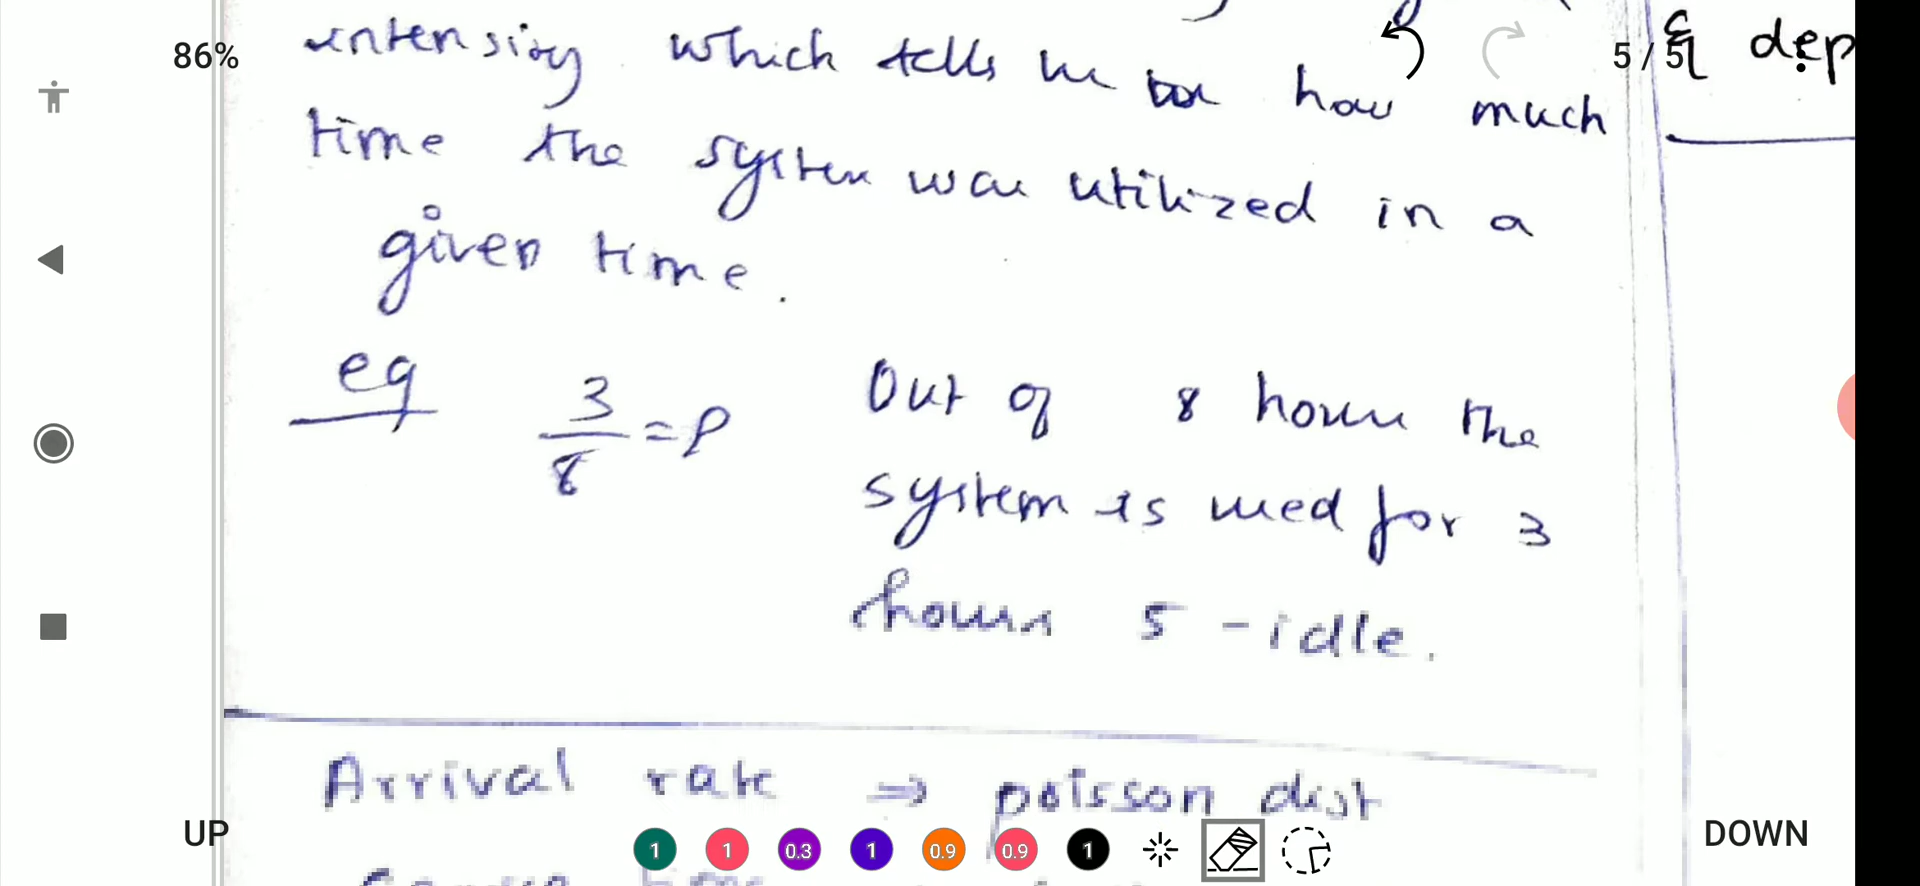 86%
5/5
& dep
intensity which tells us how much
time the system was utilized in a
given time.
eg
3/8 = ρ
Out of 8 hours the
system is used for 3
hours 5 - idle.
Arrival rate ⇒ poisson dist
UP
DOWN
1 1 0.3 1 0.9 0.9 1